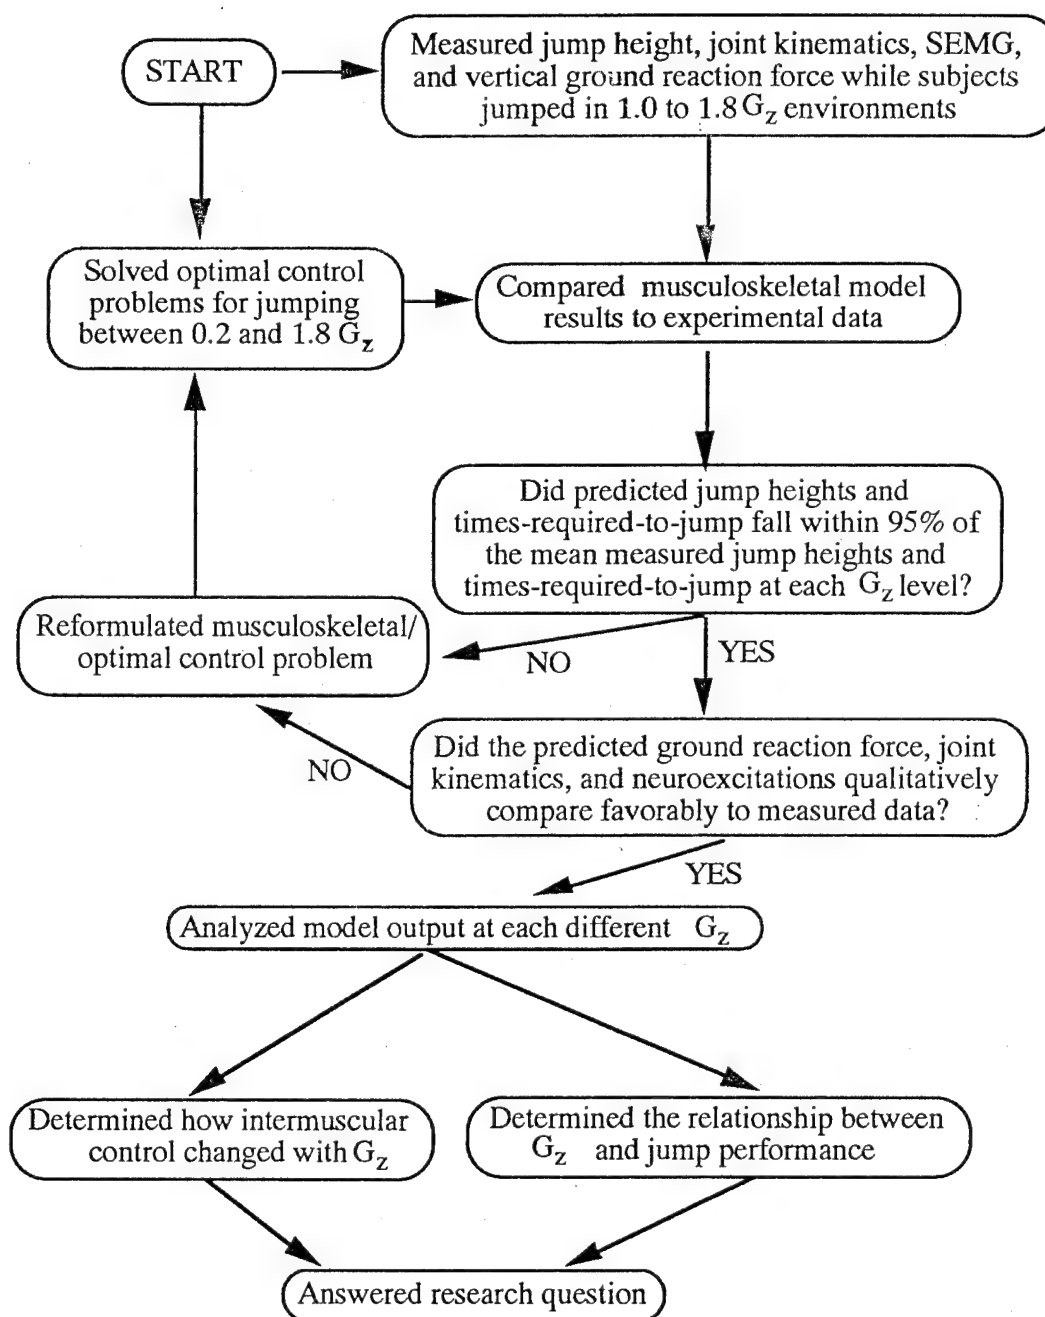 START
Measured jump height, joint kinematics, SEMG,
and vertical ground reaction force while subjects
jumped in 1.0 to 1.8 Gz environments
Solved optimal control
problems for jumping
between 0.2 and 1.8 Gz
Compared musculoskeletal model
results to experimental data
Did predicted jump heights and
times-required-to-jump fall within 95% of
the mean measured jump heights and
times-required-to-jump at each Gz level?
Reformulated musculoskeletal/
optimal control problem
NO
YES
Did the predicted ground reaction force, joint
kinematics, and neuroexcitations qualitatively
compare favorably to measured data?
NO
YES
Analyzed model output at each different Gz
Determined how intermuscular
control changed with Gz
Determined the relationship between
Gz and jump performance
Answered research question